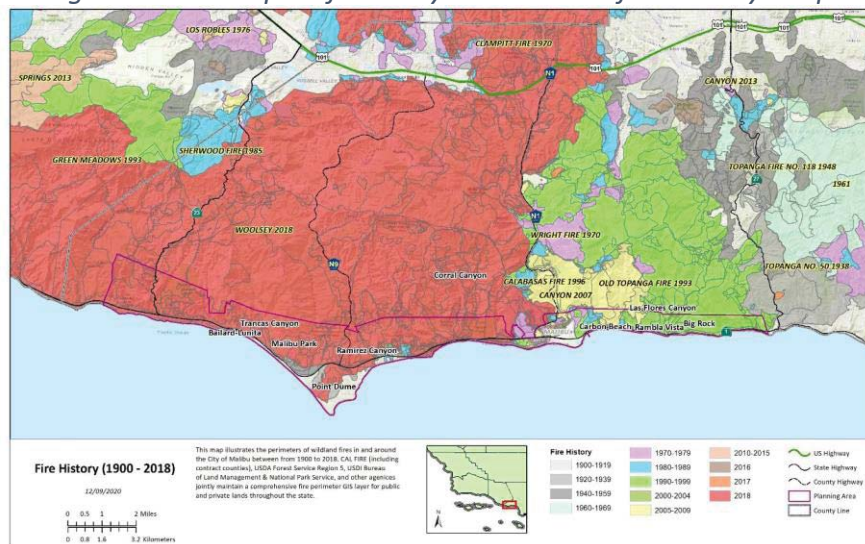 LOS ROBLES 1976
CLAMPITT FIRE 1970
101
101
101
101
HIDDEN VALLEY
SPRINGS 2013
N1
CANYON 2013
GREEN MEADOWS 1993
SHERWOOD FIRE 1985
TOPANGA FIRE NO. 118 1948
27
1961
23
WOOLSEY 2018
N1
WRIGHT FIRE 1970
N9
Corral Canyon
TOPANGA NO. 50 1938
CALABASAS FIRE 1996
OLD TOPANGA FIRE 1993
CANYON 2007
Las Flores Canyon
Trancas Canyon
Carbon Beach
Rambla Vista
Big Rock
Bailard-Lunita
1
Malibu Park
Ramirez Canyon
Point Dume
Fire History (1900 - 2018)
12/09/2020
0 0.5 1 2 Miles
0 0.8 1.6 3.2 Kilometers
This map illustrates the perimeters of wildland fires in and around
the City of Malibu between from 1900 to 2018. CAL FIRE (including
contract counties), USDA Forest Service Region 5, USDI Bureau
of Land Management & National Park Service, and other agencies
jointly maintain a comprehensive fire perimeter GIS layer for public
and private lands throughout the state.
N
Fire History
1900-1919
1920-1939
1940-1959
1960-1969
1970-1979
1980-1989
1990-1999
2000-2004
2005-2009
2010-2015
2016
2017
2018
US Highway
State Highway
County Highway
Planning Area
County Line